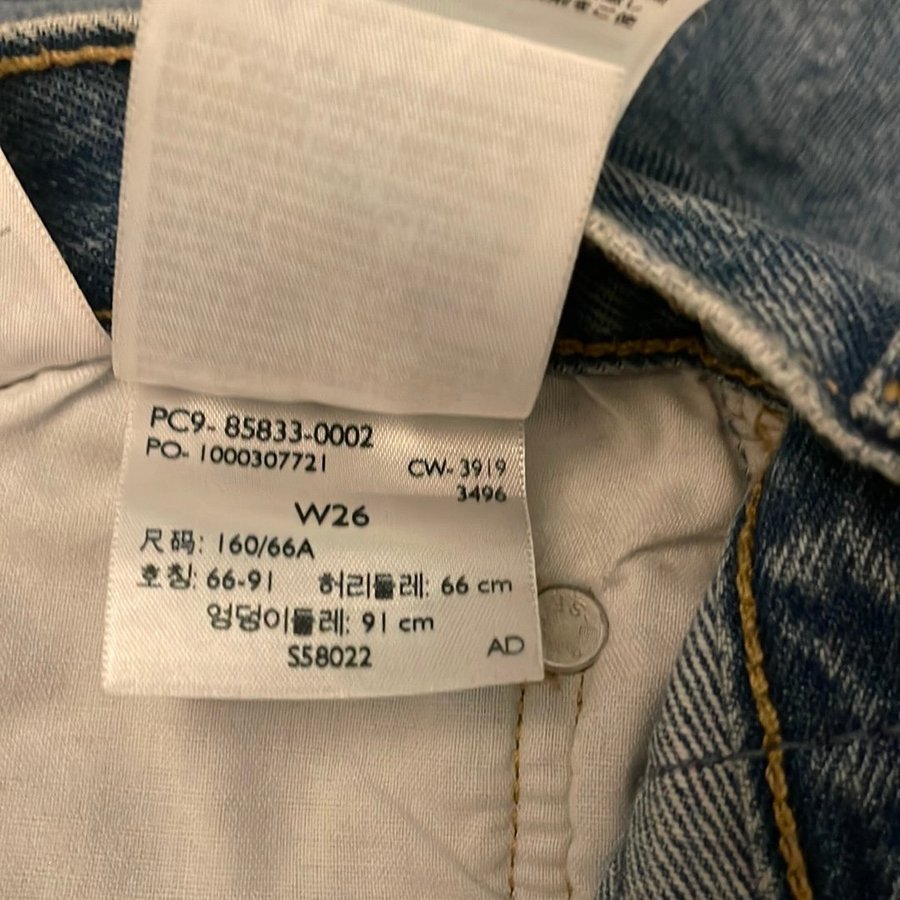 PC9- 85833-0002
PO- 1000307721
CW- 3919
3496
W26
尺码: 160/66A
호칭: 66-91 허리둘레: 66 cm
엉덩이둘레: 91 cm
S58022
AD